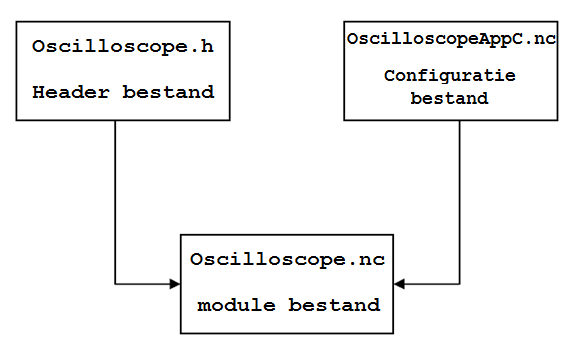 Oscilloscope.h
Header bestand
OscilloscopeAppC.nc
Configuratie
bestand
Oscilloscope.nc
module bestand